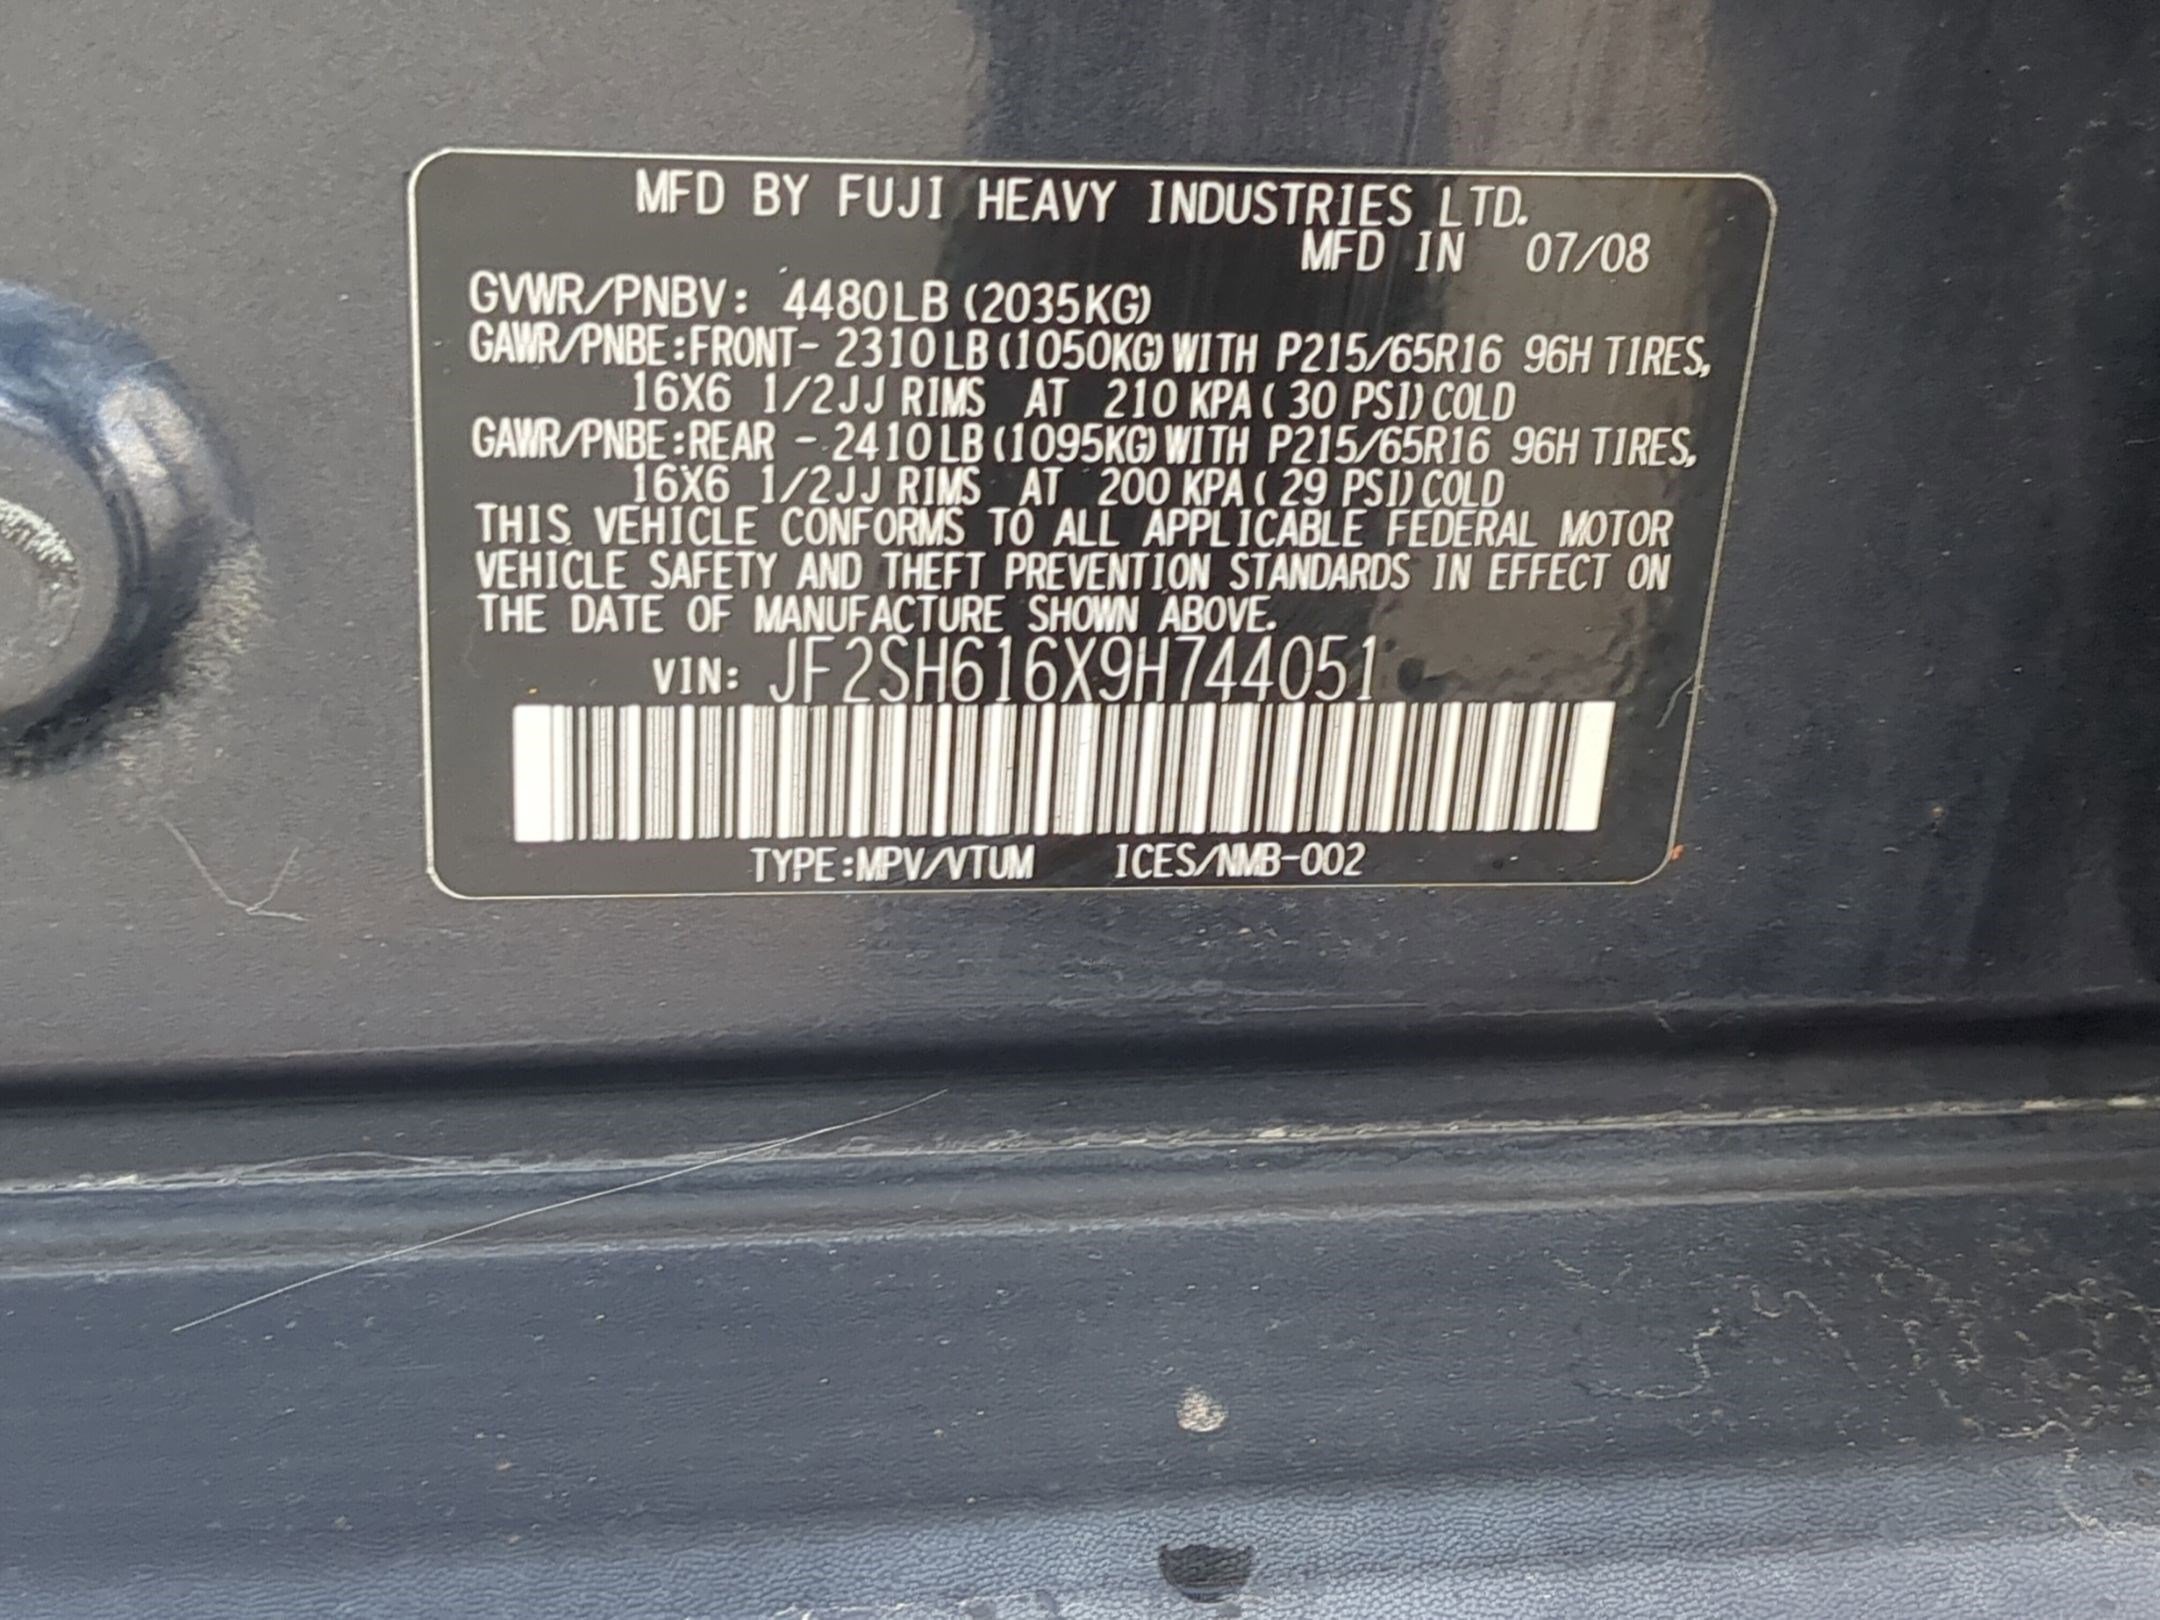 MFD BY FUJI HEAVY INDUSTRIES LTD.
MFD IN 07/08
GVWR/PNBV: 4480LB (2035KG)
GAWR/PNBE:FRONT- 2310LB (1050KG) WITH P215/65R16 96H TIRES,
16X6 1/2JJ RIMS AT 210 KPA( 30 PSI) COLD
GAWR/PNBE:REAR - 2410LB (1095KG) WITH P215/65R16 96H TIRES,
16X6 1/2JJ RIMS AT 200 KPA( 29 PSI) COLD
THIS VEHICLE CONFORMS TO ALL APPLICABLE FEDERAL MOTOR
VEHICLE SAFETY AND THEFT PREVENTION STANDARDS IN EFFECT ON
THE DATE OF MANUFACTURE SHOWN ABOVE.
VIN: JF2SH616X9H744051
TYPE:MPV/VTUM ICES/NMB-002